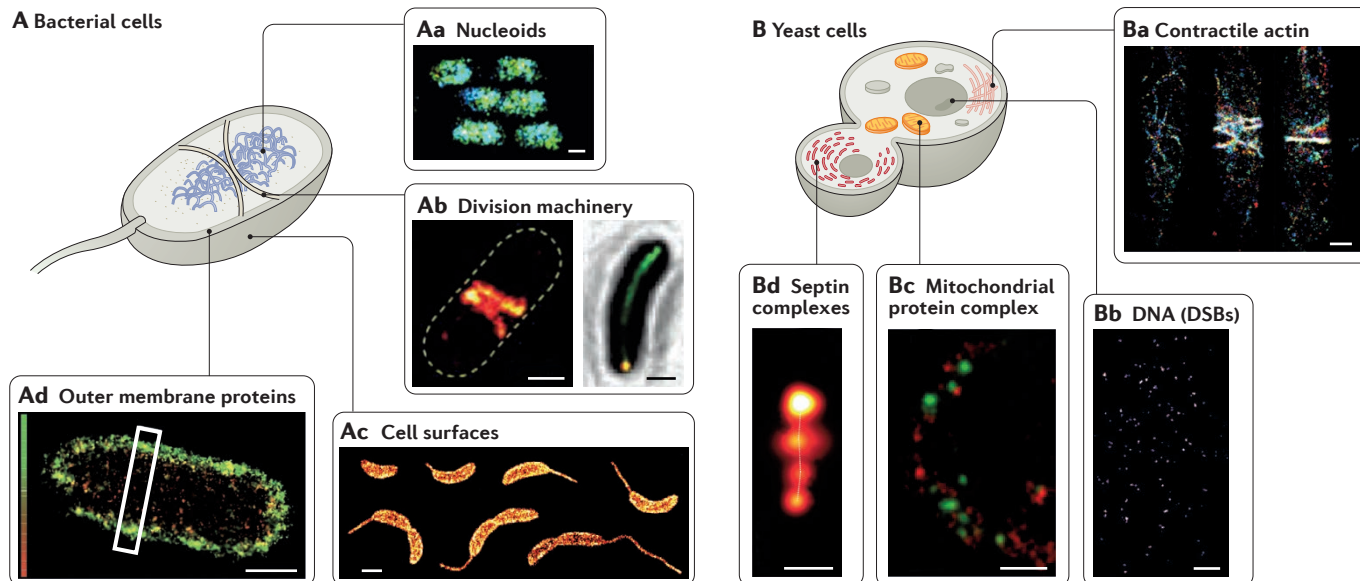 A Bacterial cells
Aa Nucleoids
Ab Division machinery
Ac Cell surfaces
Ad Outer membrane proteins
B Yeast cells
Ba Contractile actin
Bb DNA (DSBs)
Bc Mitochondrial
protein complex
Bd Septin
complexes